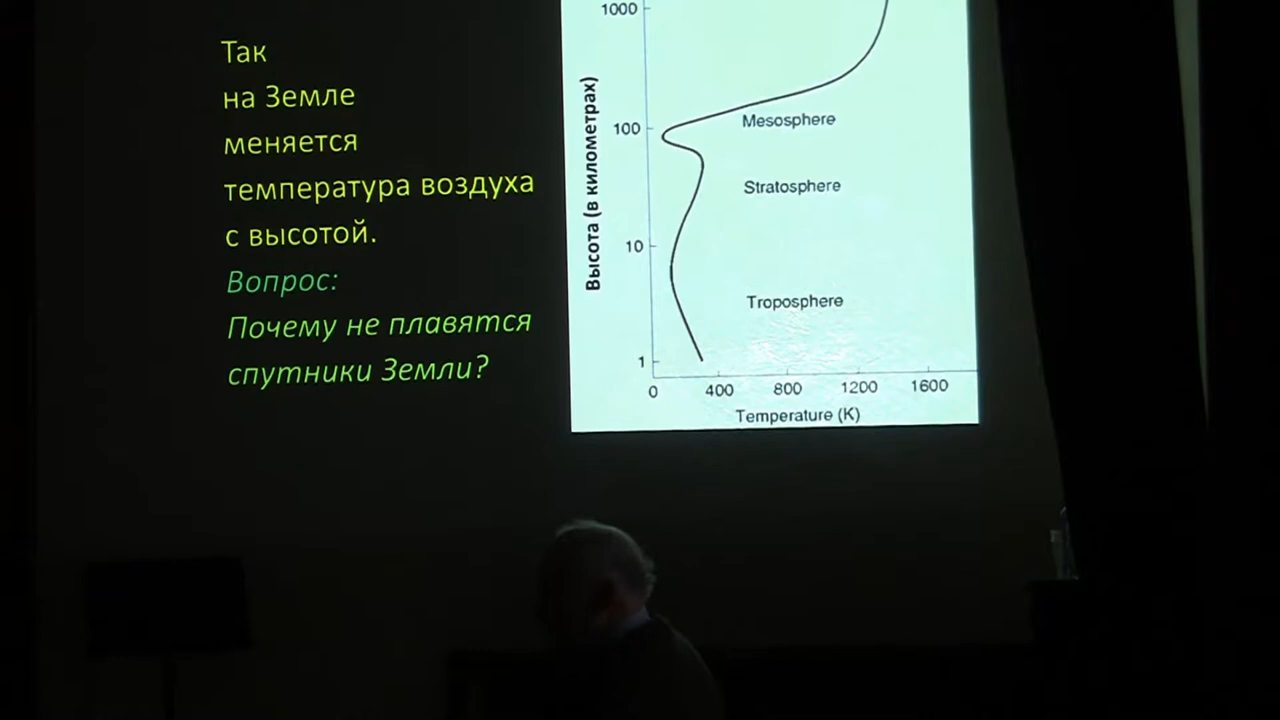 Так
на Земле
меняется
температура воздуха
с высотой.
Вопрос:
Почему не плавятся
спутники Земли?
Высота (в километрах)
1000
100
10
1
Mesosphere
Stratosphere
Troposphere
0 400 800 1200 1600
Temperature (K)